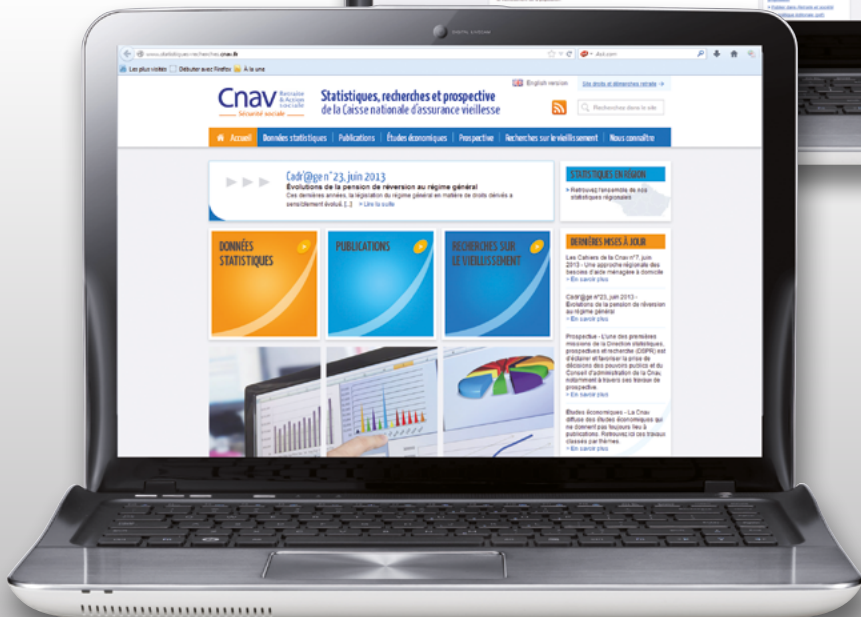 www.statistiques-recherches.cnav.fr
Ask.com
Les plus visités
Débuter avec Firefox
À la une
English version
Site droits et démarches retraite
Cnav
Retraite
& Action
sociale
Sécurité sociale
Statistiques, recherches et prospective
de la Caisse nationale d'assurance vieillesse
Recherchez dans le site
Accueil
Données statistiques
Publications
Études économiques
Prospective
Recherches sur le vieillissement
Nous connaître
Cadr'@ge n°23, juin 2013
Évolutions de la pension de réversion au régime général
Ces dernières années, la législation du régime général en matière de droits dérivés a
sensiblement évolué. [...] > Lire la suite
STATISTIQUES EN RÉGION
Retrouvez l'ensemble de nos
statistiques régionales
DONNÉES
STATISTIQUES
PUBLICATIONS
RECHERCHES SUR
LE VIEILLISSEMENT
DERNIÈRES MISES À JOUR
Les Cahiers de la Cnav n°7, juin
2013 - Une approche régionale des
besoins d'aide ménagère à domicile
> En savoir plus
Cadr'@ge n°23, juin 2013 -
Évolutions de la pension de réversion
au régime général
> En savoir plus
Prospective - L'une des premières
missions de la Direction statistiques,
prospectives et recherche (DSPR) est
d'éclairer et favoriser la prise de
décisions des pouvoirs publics et du
Conseil d'administration de la Cnav,
notamment à travers ses travaux de
prospective.
> En savoir plus
Études économiques - La Cnav
diffuse des études économiques qui
ne donnent pas toujours lieu à
publications. Retrouvez ici ces travaux
classés par thèmes.
> En savoir plus